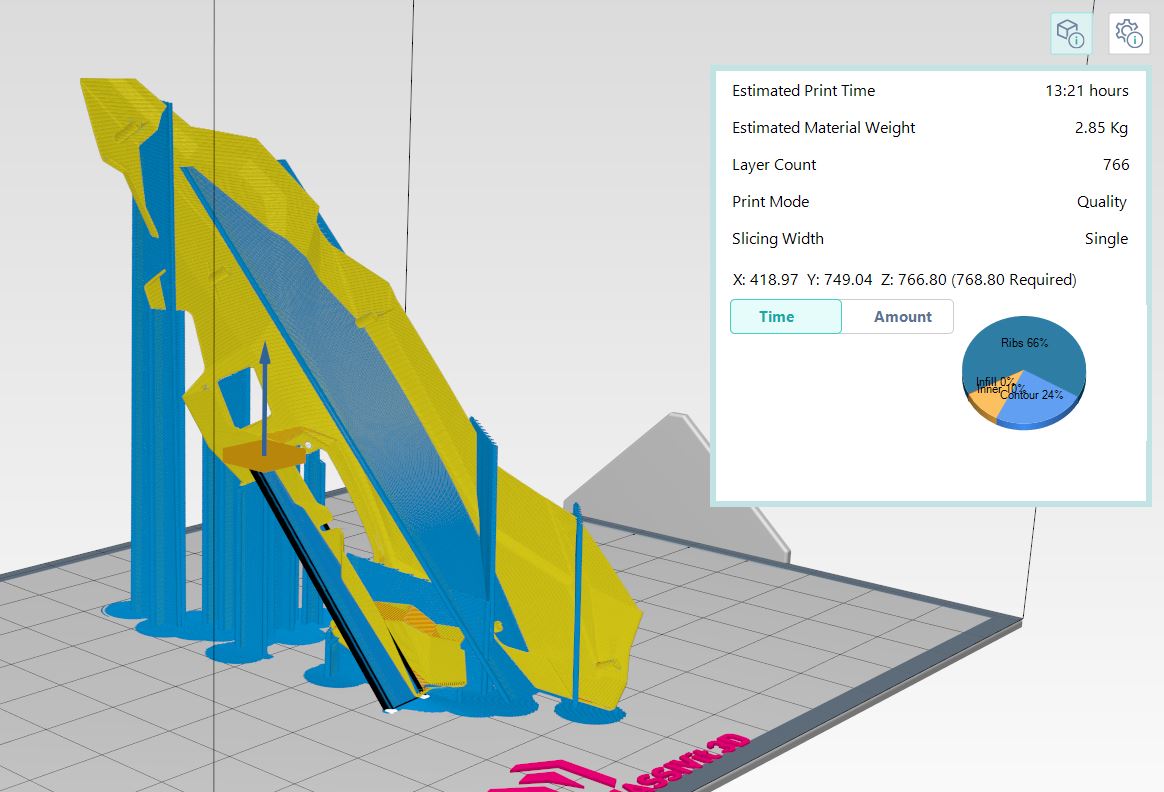 Estimated Print Time 13:21 hours
Estimated Material Weight 2.85 Kg
Layer Count 766
Print Mode Quality
Slicing Width Single
X: 418.97 Y: 749.04 Z: 766.80 (768.80 Required)
Time Amount
Ribs 66%
Infill 0%
Inner 10%
Contour 24%
ASSIVit 3D